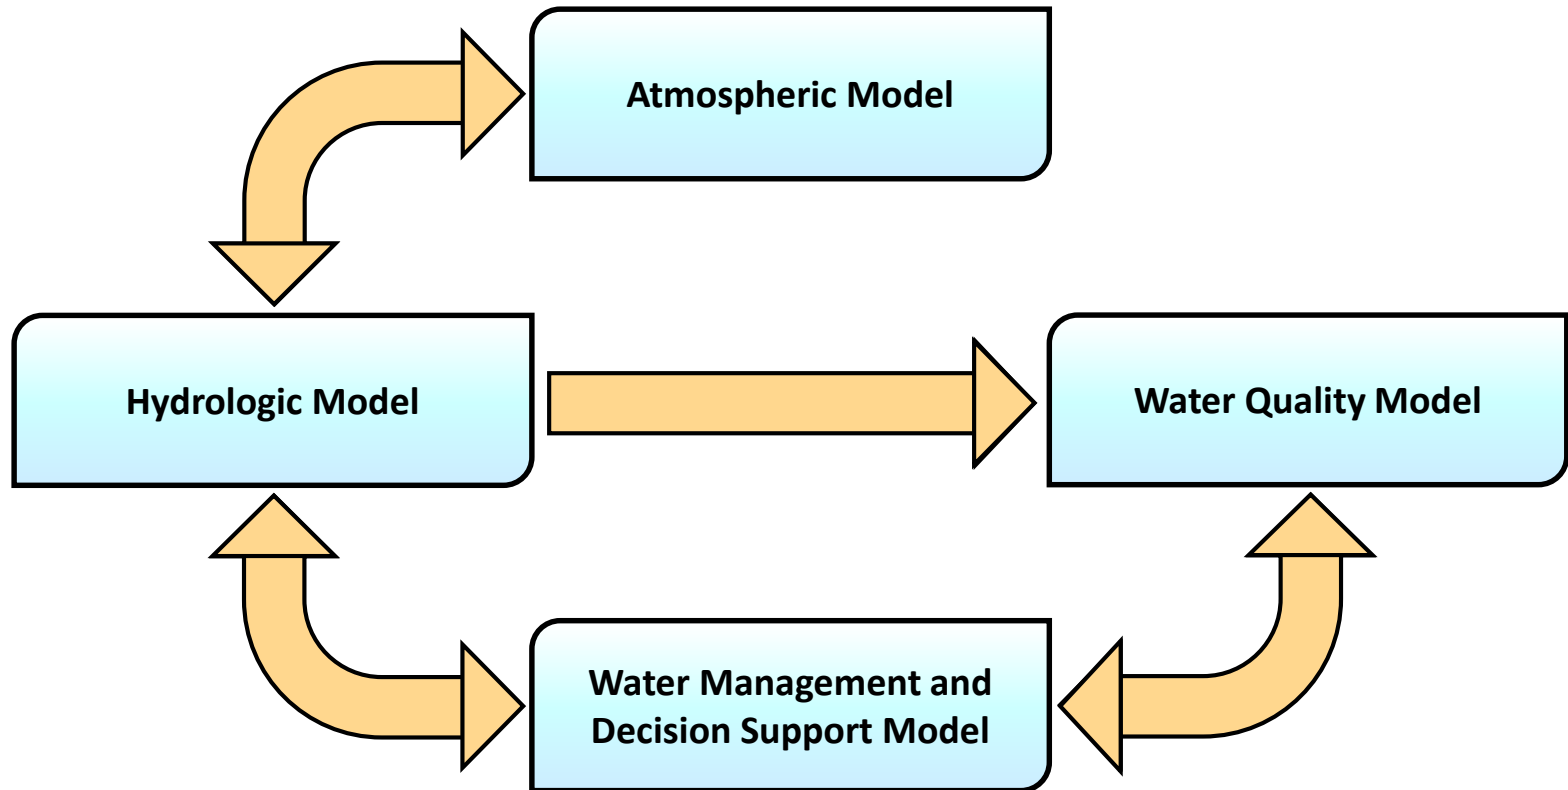 Atmospheric Model
Hydrologic Model
Water Quality Model
Water Management and
Decision Support Model